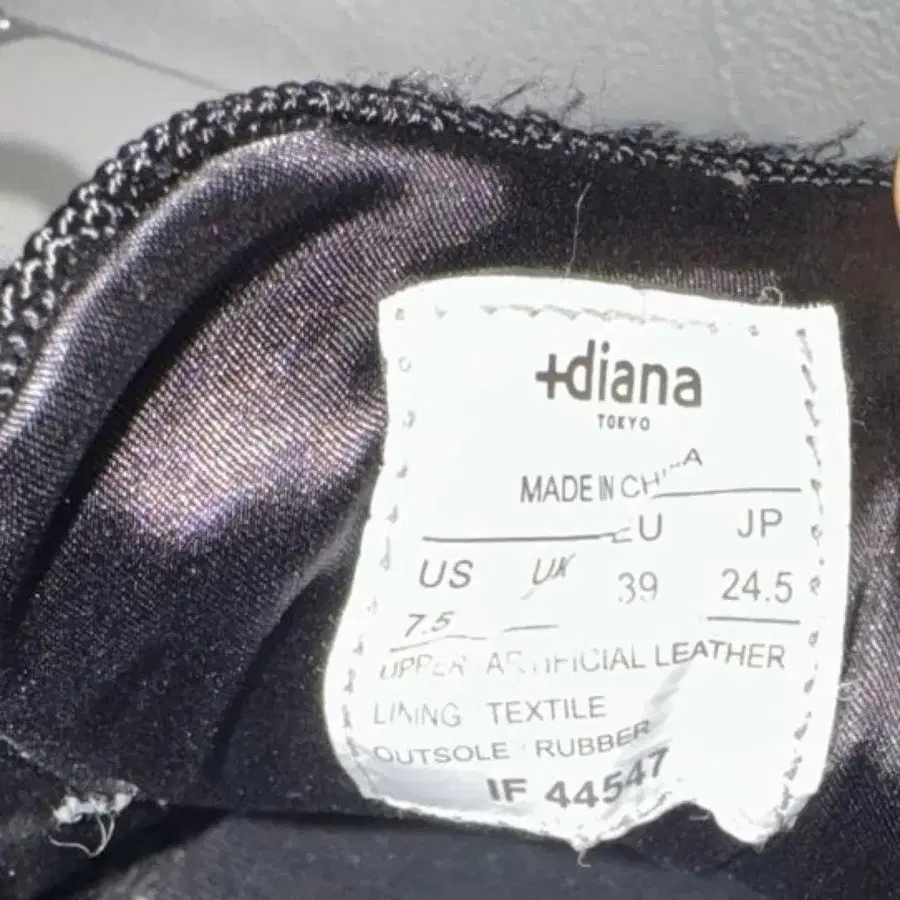 +diana
TOKYO
MADE IN CHINA
US UK EU JP
7.5 39 24.5
UPPER ARTIFICIAL LEATHER
LINING TEXTILE
OUTSOLE RUBBER
IF 44547